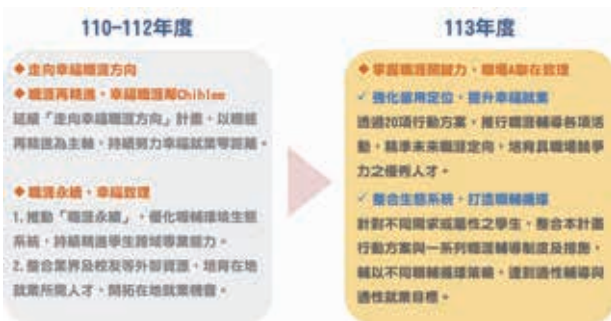 110-112年度
◆走向幸福職涯方向
◆職涯再精進，幸福職涯幫Chihlee
延續「走向幸福職涯方向」計畫，以職涯
再精進為主軸，持續努力幸福就業零距離。
◆職涯永續，幸福致理
1. 推動「職涯永續」，優化職輔環境生態
系統，持續精進學生跨域專業能力。
2. 整合業界及校友等外部資源，培育在地
就業所需人才，開拓在地就業機會。
113年度
◆掌握職涯關鍵力，職場A聊在致理
✓ 強化雇用定位，提升幸福就業
透過20項行動方案，推行職涯輔導各項活
動，精準未來職涯定向，培育具職場競爭
力之優秀人才。
✓ 整合生態系統，打造職輔循環
針對不同需求或屬性之學生，整合本計畫
行動方案與一系列職涯輔導制度及措施，
輔以不同職輔循環策略，達到適性輔導與
適性就業目標。